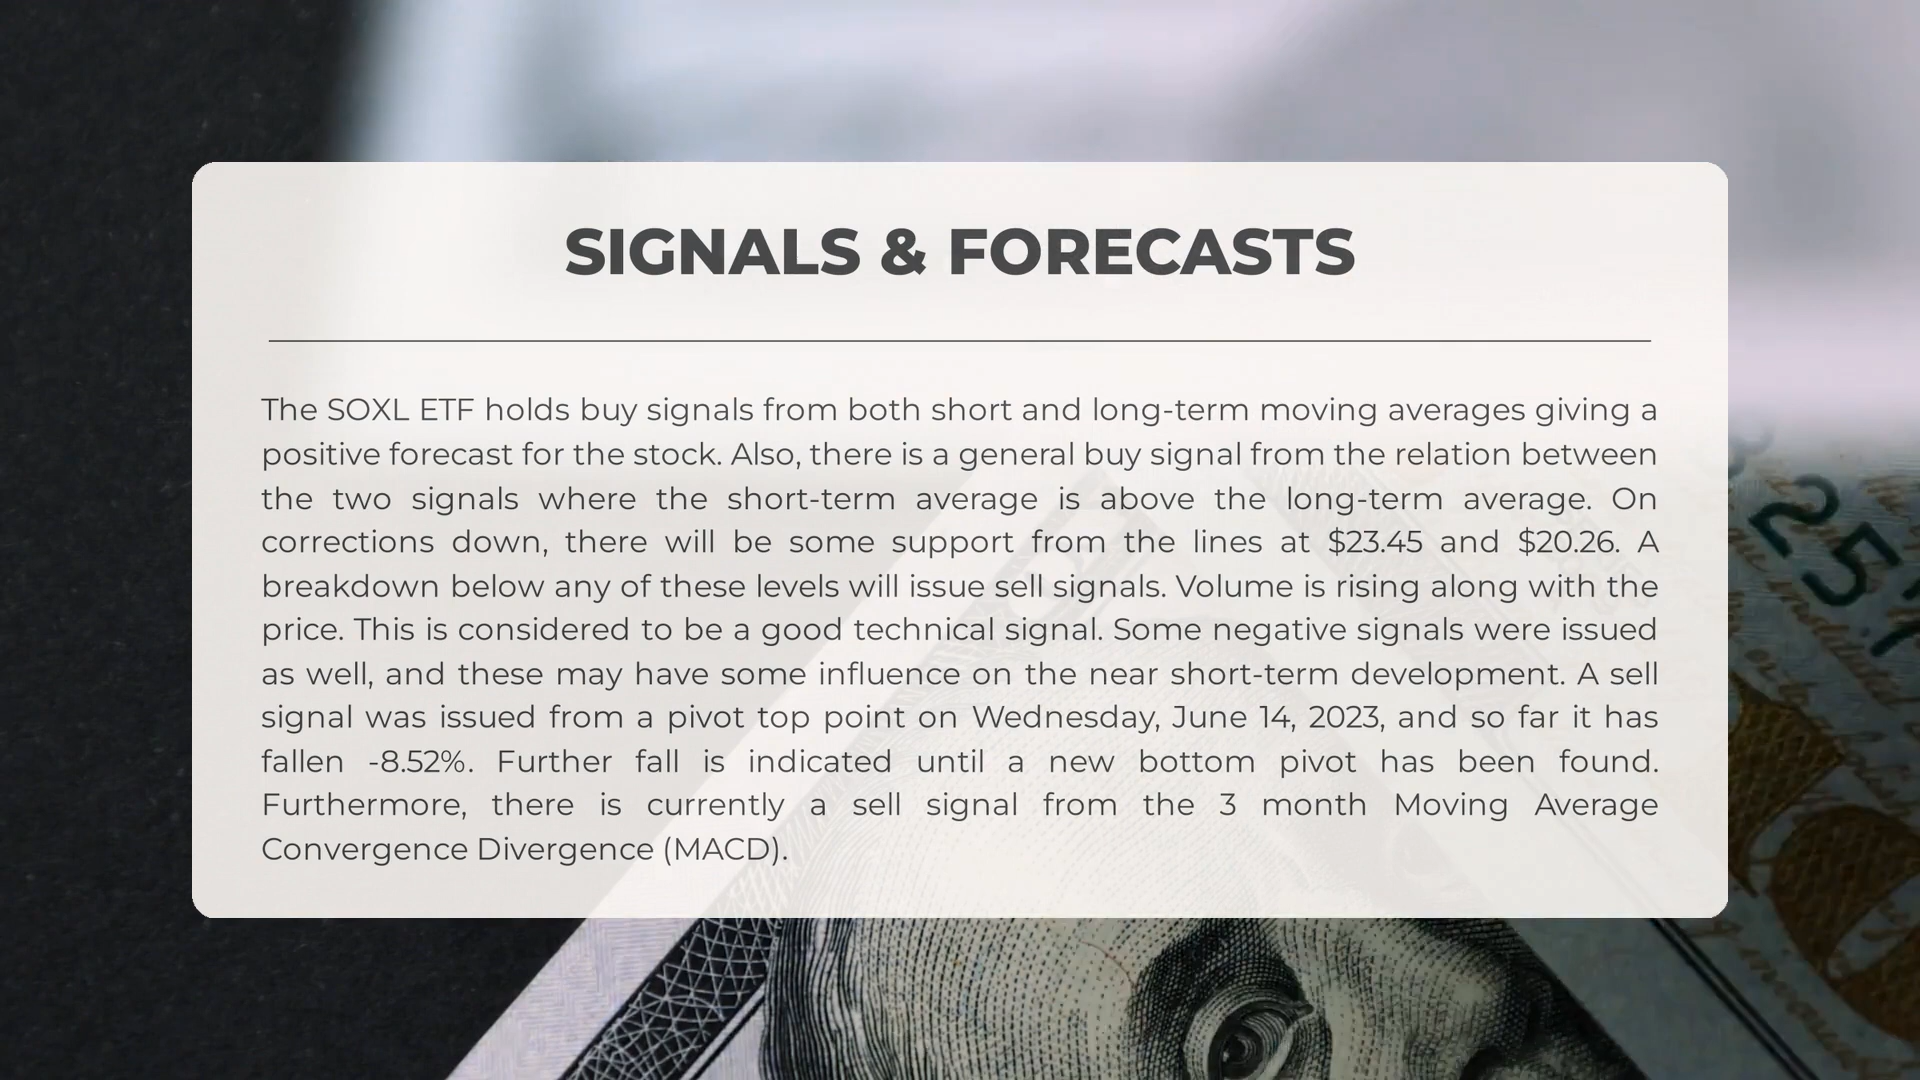 SIGNALS & FORECASTS
The SOXL ETF holds buy signals from both short and long-term moving averages giving a
positive forecast for the stock. Also, there is a general buy signal from the relation between
the two signals where the short-term average is above the long-term average. On
corrections down, there will be some support from the lines at $23.45 and $20.26. A
breakdown below any of these levels will issue sell signals. Volume is rising along with the
price. This is considered to be a good technical signal. Some negative signals were issued
as well, and these may have some influence on the near short-term development. A sell
signal was issued from a pivot top point on Wednesday, June 14, 2023, and so far it has
fallen -8.52%. Further fall is indicated until a new bottom pivot has been found.
Furthermore, there is currently a sell signal from the 3 month Moving Average
Convergence Divergence (MACD).